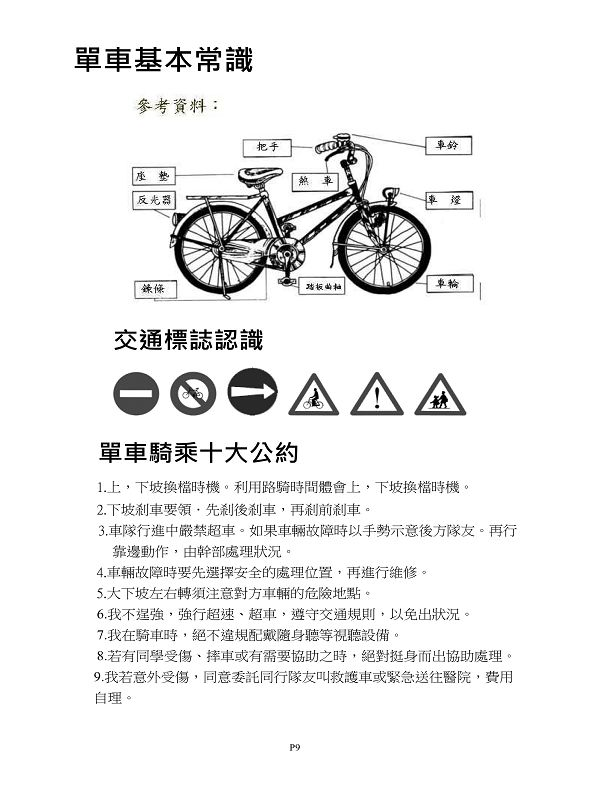 單車基本常識
參考資料：
把手
車鈴
座 墊
煞 車
反光器
車 燈
鍊條
踏板曲軸
車輪
交通標誌認識
!
單車騎乘十大公約
1.上，下坡換檔時機。利用路騎時間體會上，下坡換檔時機。
2.下坡剎車要領．先剎後剎車，再剎前剎車。
3.車隊行進中嚴禁超車。如果車輛故障時以手勢示意後方隊友。再行
靠邊動作，由幹部處理狀況。
4.車輛故障時要先選擇安全的處理位置，再進行維修。
5.大下坡左右轉須注意對方車輛的危險地點。
6.我不逞強，強行超速、超車，遵守交通規則，以免出狀況。
7.我在騎車時，絕不違規配戴隨身聽等視聽設備。
8.若有同學受傷、摔車或有需要協助之時，絕對挺身而出協助處理。
9.我若意外受傷，同意委託同行隊友叫救護車或緊急送往醫院，費用
自理。
P9